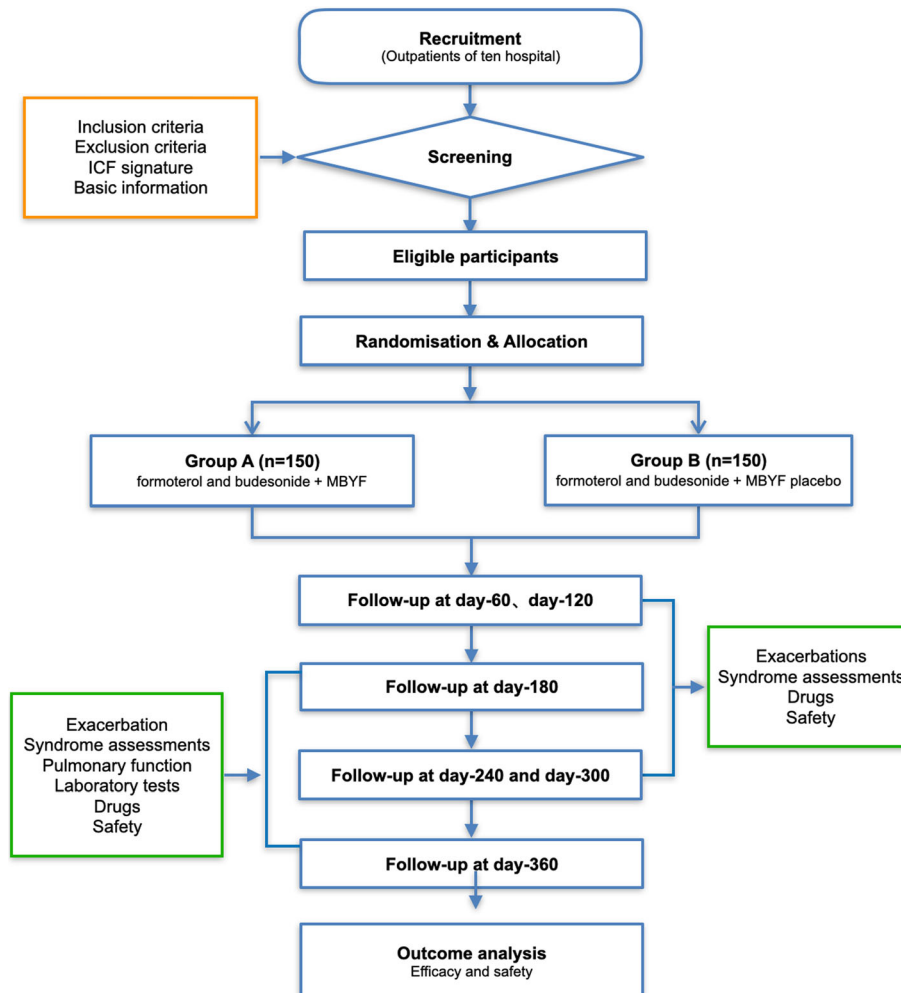 Recruitment
(Outpatients of ten hospital)
Inclusion criteria
Exclusion criteria
ICF signature
Basic information
Screening
Eligible participants
Randomisation & Allocation
Group A (n=150)
formoterol and budesonide + MBYF
Group B (n=150)
formoterol and budesonide + MBYF placebo
Follow-up at day-60、day-120
Exacerbations
Syndrome assessments
Drugs
Safety
Follow-up at day-180
Exacerbation
Syndrome assessments
Pulmonary function
Laboratory tests
Drugs
Safety
Follow-up at day-240 and day-300
Follow-up at day-360
Outcome analysis
Efficacy and safety